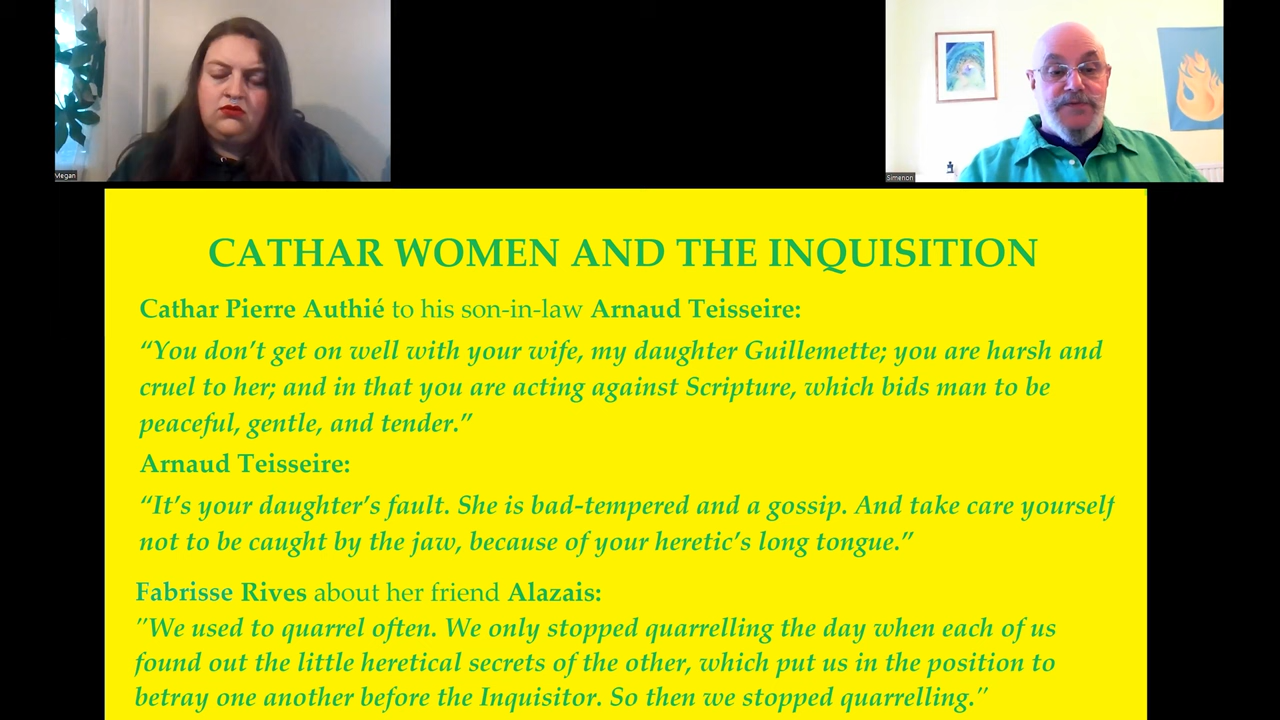 Megan
Simenon
CATHAR WOMEN AND THE INQUISITION
Cathar Pierre Authié to his son-in-law Arnaud Teisseire:
“You don’t get on well with your wife, my daughter Guillemette; you are harsh and
cruel to her; and in that you are acting against Scripture, which bids man to be
peaceful, gentle, and tender.”
Arnaud Teisseire:
“It’s your daughter’s fault. She is bad-tempered and a gossip. And take care yourself
not to be caught by the jaw, because of your heretic’s long tongue.”
Fabrisse Rives about her friend Alazais:
"We used to quarrel often. We only stopped quarrelling the day when each of us
found out the little heretical secrets of the other, which put us in the position to
betray one another before the Inquisitor. So then we stopped quarrelling."